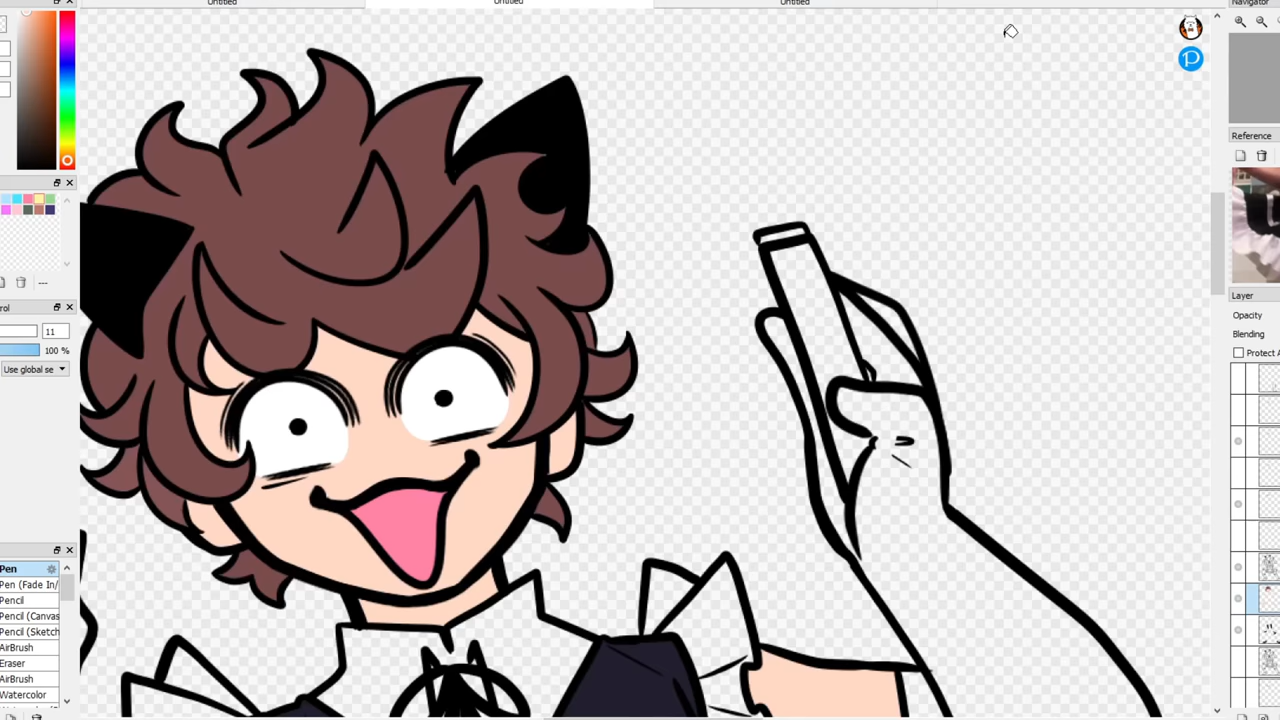 Untitled
Untitled
Untitled
Navigator
Reference
rol
11
100 %
Use global se
Layer
Opacity
Blending
Protect A
Pen
Pen (Fade In/
Pencil
Pencil (Canvas
Pencil (Sketch
AirBrush
Eraser
AirBrush
Watercolor